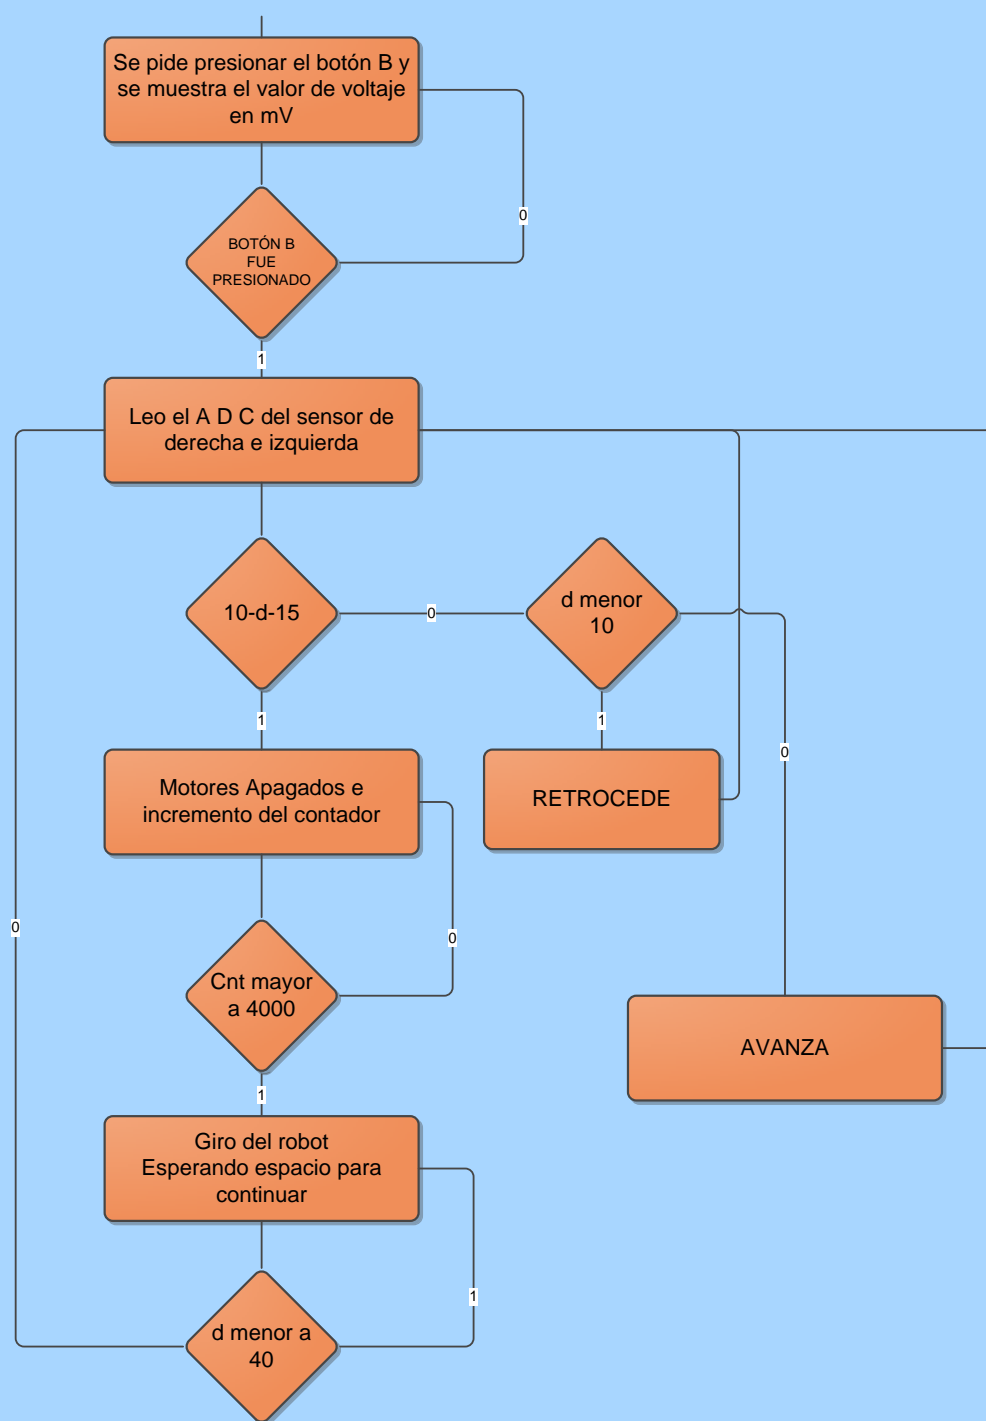 Se pide presionar el botón B y
se muestra el valor de voltaje
en mV
0
BOTÓN B
FUE
PRESIONADO
1
Leo el A D C del sensor de
derecha e izquierda
10-d-15
0
d menor
10
1
1
0
Motores Apagados e
incremento del contador
RETROCEDE
0
0
Cnt mayor
a 4000
AVANZA
1
Giro del robot
Esperando espacio para
continuar
1
d menor a
40